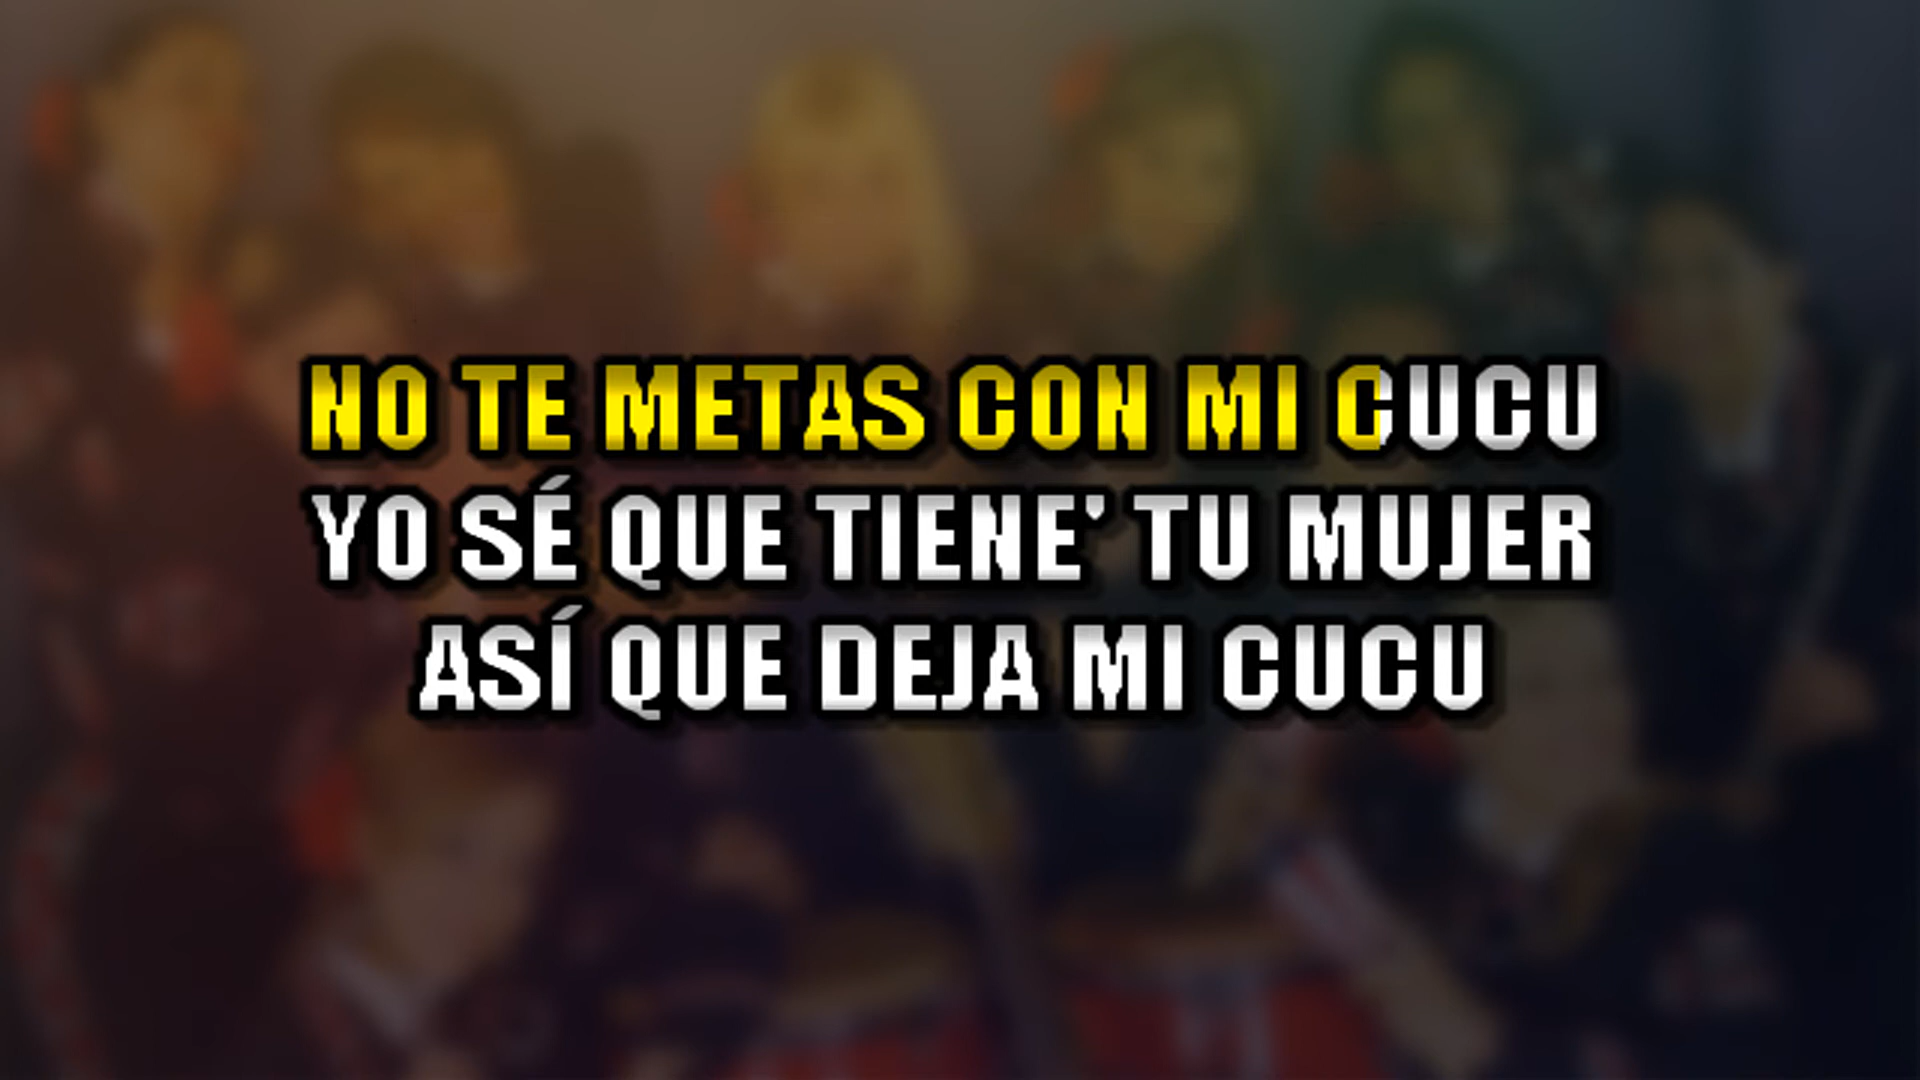 NO TE METAS CON MI CUCU
YO SÉ QUE TIENE' TU MUJER
ASÍ QUE DEJA MI CUCU